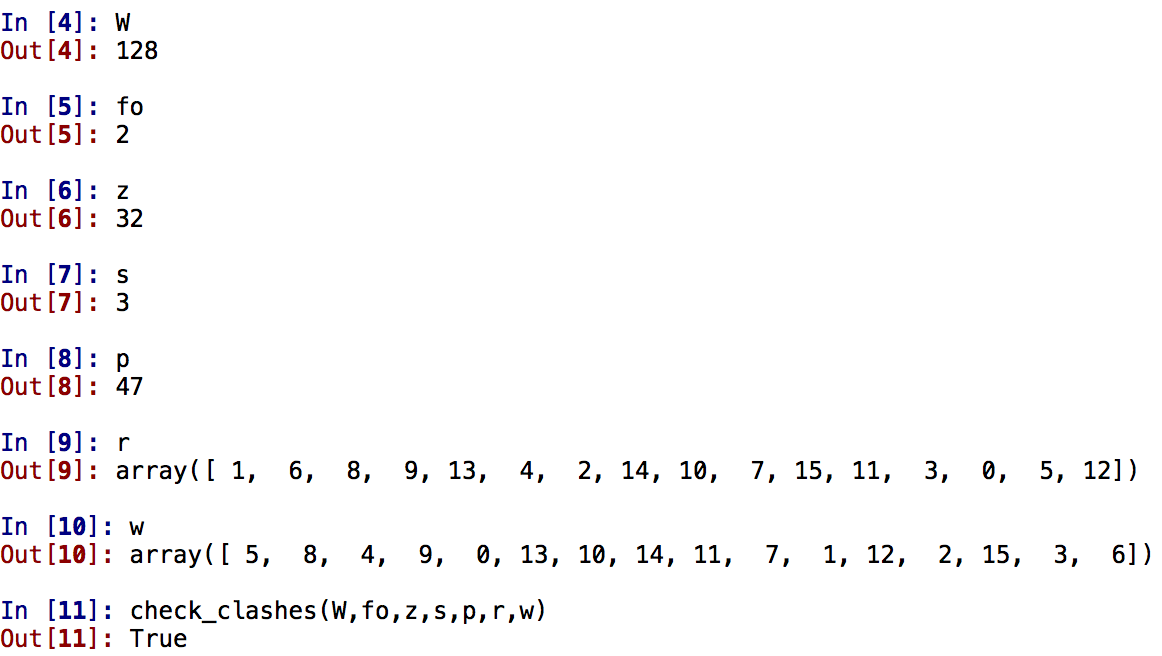 In [4]: W
Out[4]: 128
In [5]: fo
Out[5]: 2
In [6]: z
Out[6]: 32
In [7]: s
Out[7]: 3
In [8]: p
Out[8]: 47
In [9]: r
Out[9]: array([ 1,  6,  8,  9, 13,  4,  2, 14, 10,  7, 15, 11,  3,  0,  5, 12])
In [10]: w
Out[10]: array([ 5,  8,  4,  9,  0, 13, 10, 14, 11,  7,  1, 12,  2, 15,  3,  6])
In [11]: check_clashes(W,fo,z,s,p,r,w)
Out[11]: True